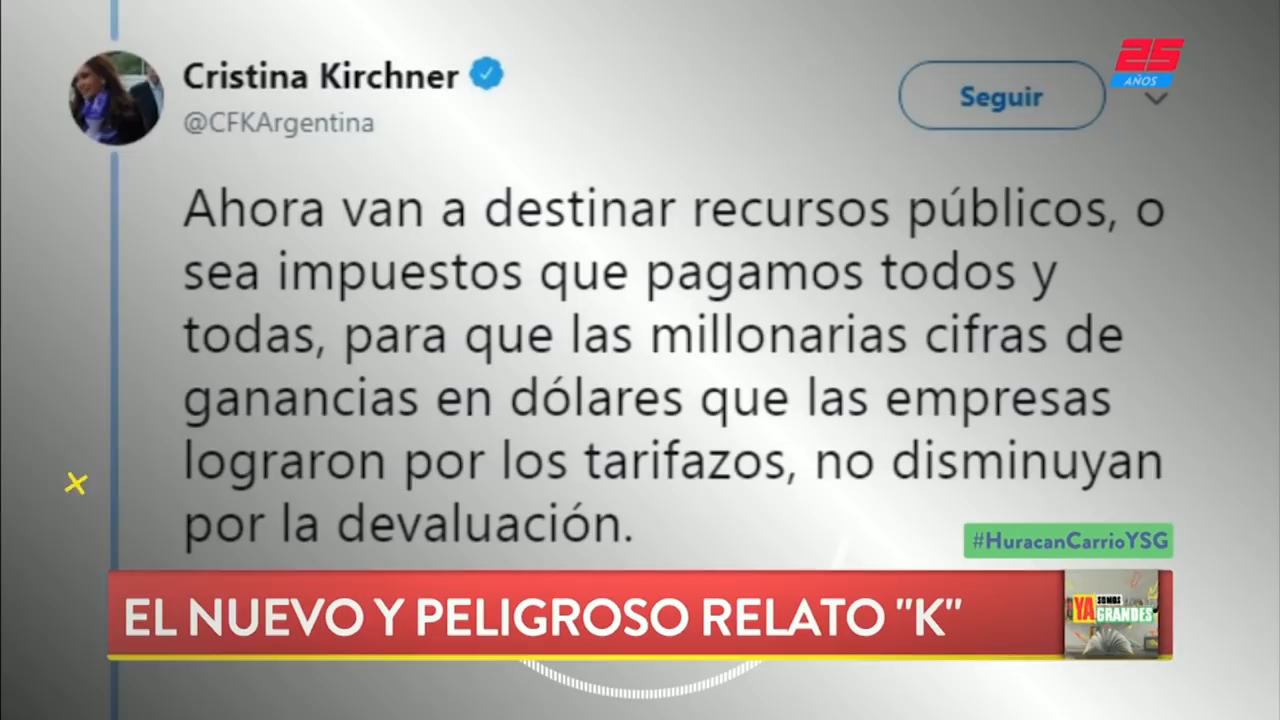 Cristina Kirchner
@CFKArgentina
Seguir
25
AÑOS
Ahora van a destinar recursos públicos, o
sea impuestos que pagamos todos y
todas, para que las millonarias cifras de
ganancias en dólares que las empresas
lograron por los tarifazos, no disminuyan
por la devaluación.
#HuracanCarrioYSG
EL NUEVO Y PELIGROSO RELATO "K"
YA SOMOS
GRANDES